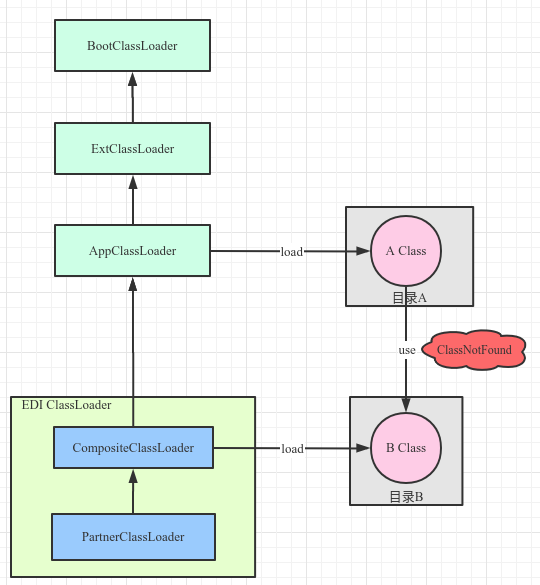 BootClassLoader
ExtClassLoader
AppClassLoader
load
A Class
目录A
use
ClassNotFound
EDI ClassLoader
CompositeClassLoader
load
B Class
目录B
PartnerClassLoader